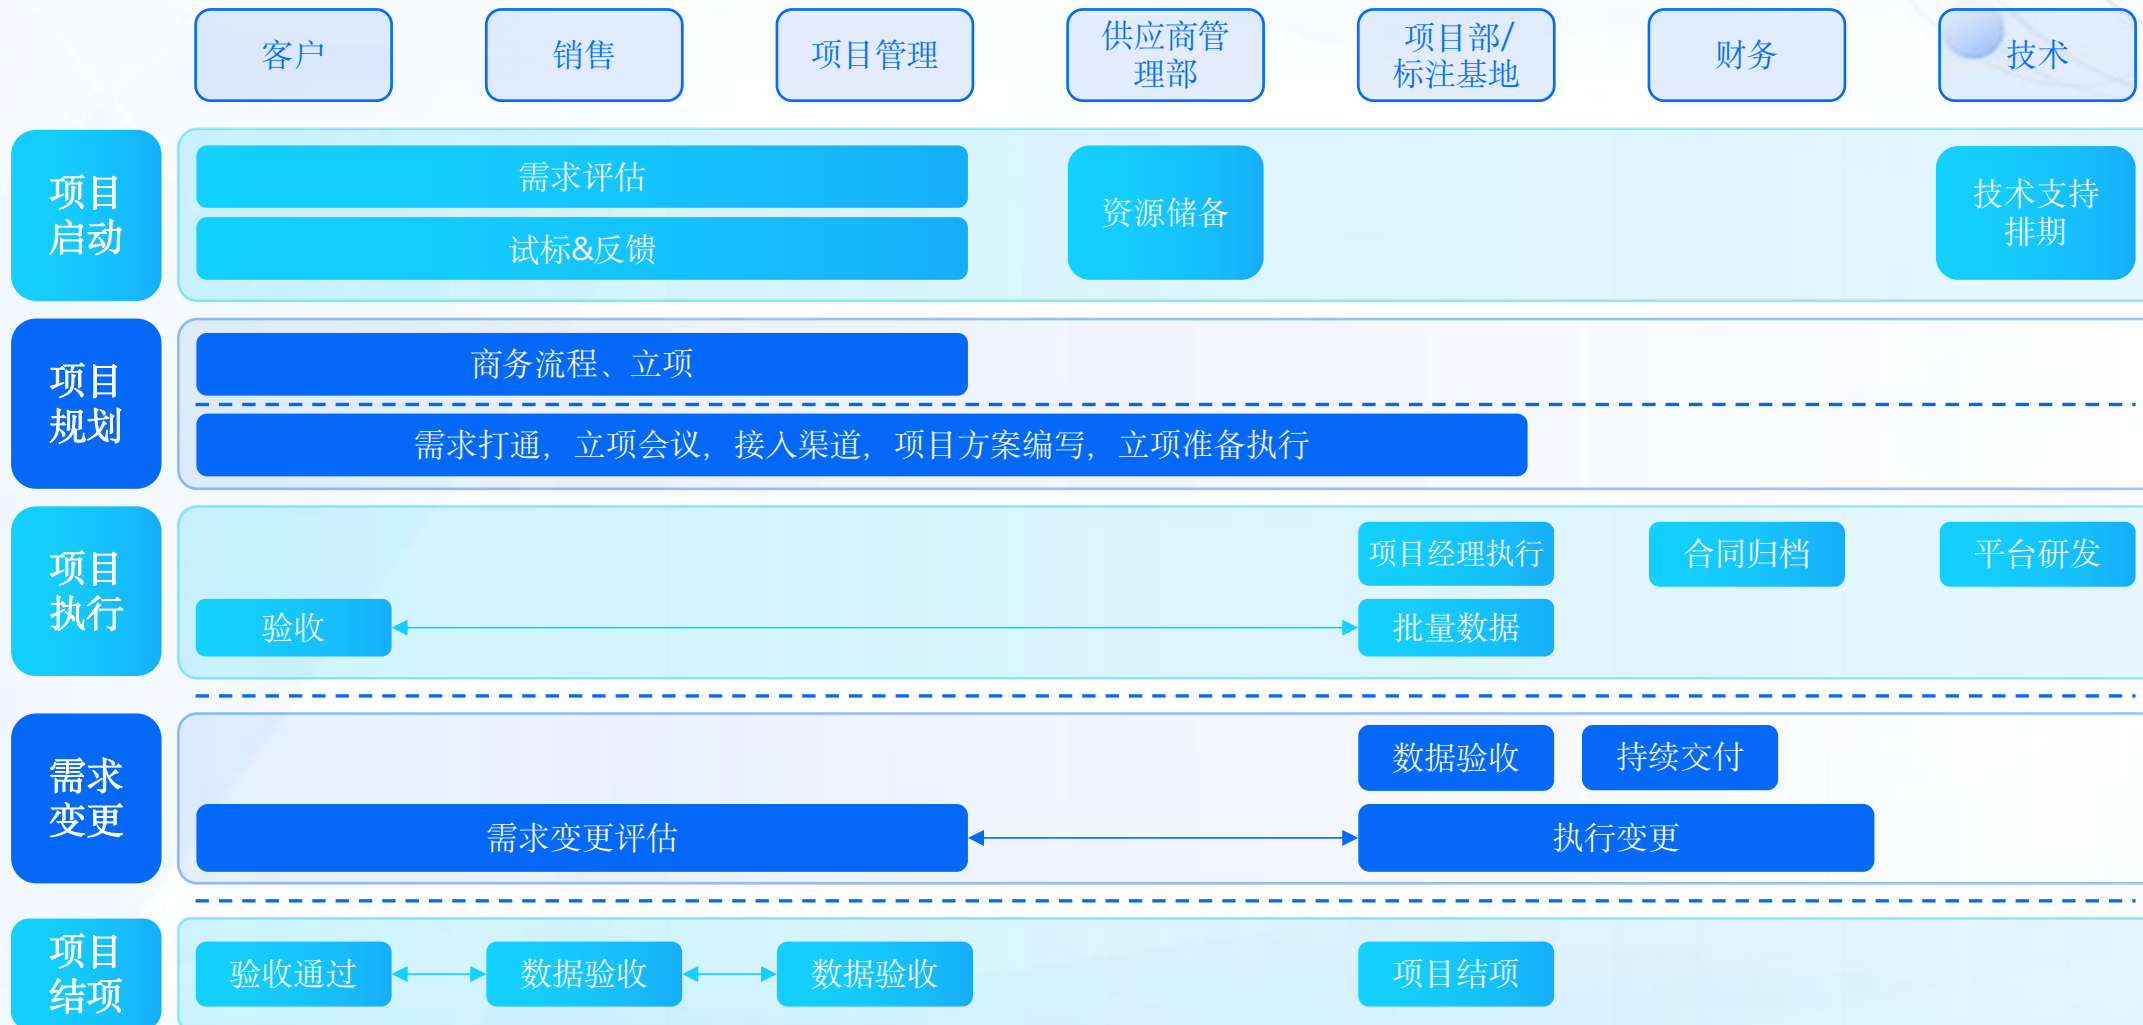 客户
销售
项目管理
供应商管
理部
项目部/
标注基地
财务
技术
项目
启动
需求评估
试标&反馈
资源储备
技术支持
排期
项目
规划
商务流程、立项
需求打通，立项会议，接入渠道，项目方案编写，立项准备执行
项目
执行
项目经理执行
合同归档
平台研发
验收
批量数据
需求
变更
数据验收
持续交付
需求变更评估
执行变更
项目
结项
验收通过
数据验收
数据验收
项目结项